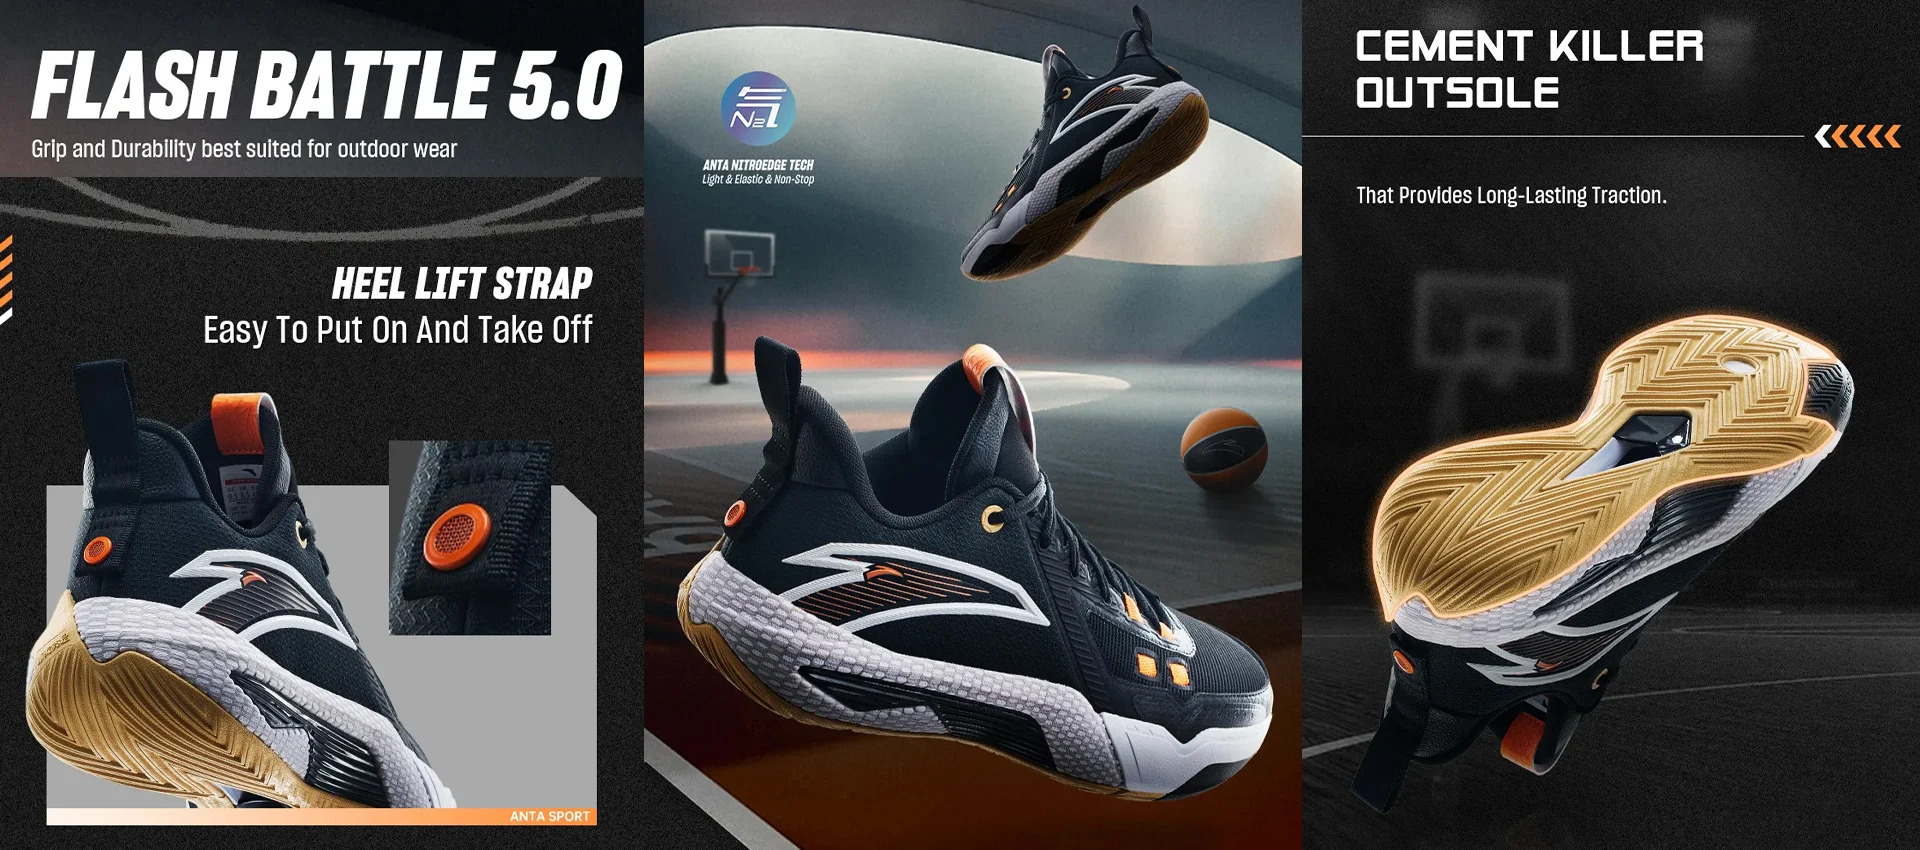 FLASH BATTLE 5.0
Grip and Durability best suited for outdoor wear
HEEL LIFT STRAP
Easy To Put On And Take Off
ANTA SPORT
N2
ANTA NITROEDGE TECH
Light & Elastic & Non-Stop
CEMENT KILLER
OUTSOLE
That Provides Long-Lasting Traction.